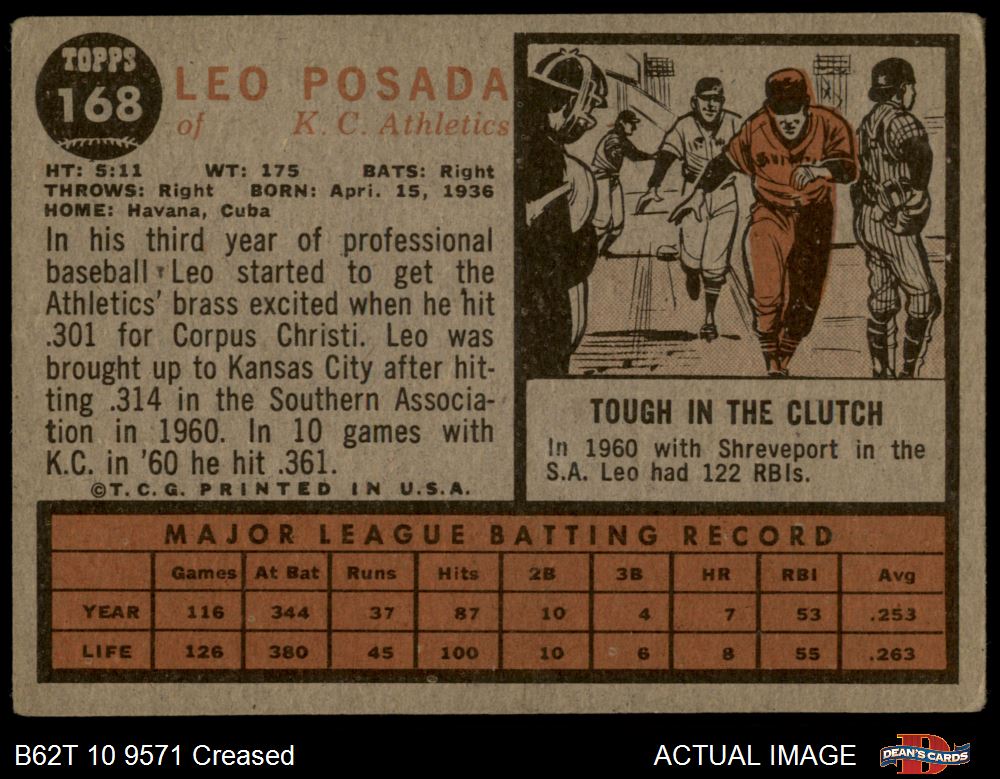 TOPPS
168
LEO POSADA
of K. C. Athletics
HT: 5:11 WT: 175 BATS: Right
THROWS: Right BORN: Apri. 15, 1936
HOME: Havana, Cuba
In his third year of professional
baseball Leo started to get the
Athletics' brass excited when he hit
.301 for Corpus Christi. Leo was
brought up to Kansas City after hit-
ting .314 in the Southern Associa-
tion in 1960. In 10 games with
K.C. in '60 he hit .361.
©T.C.G. PRINTED IN U.S.A.
TOUGH IN THE CLUTCH
In 1960 with Shreveport in the
S.A. Leo had 122 RBIs.
MAJOR LEAGUE BATTING RECORD
Games At Bat Runs Hits 2B 3B HR RBI Avg
YEAR 116 344 37 87 10 4 7 53 .253
LIFE 126 380 45 100 10 6 8 55 .263
B62T 10 9571 Creased
ACTUAL IMAGE
DEAN'S CARDS